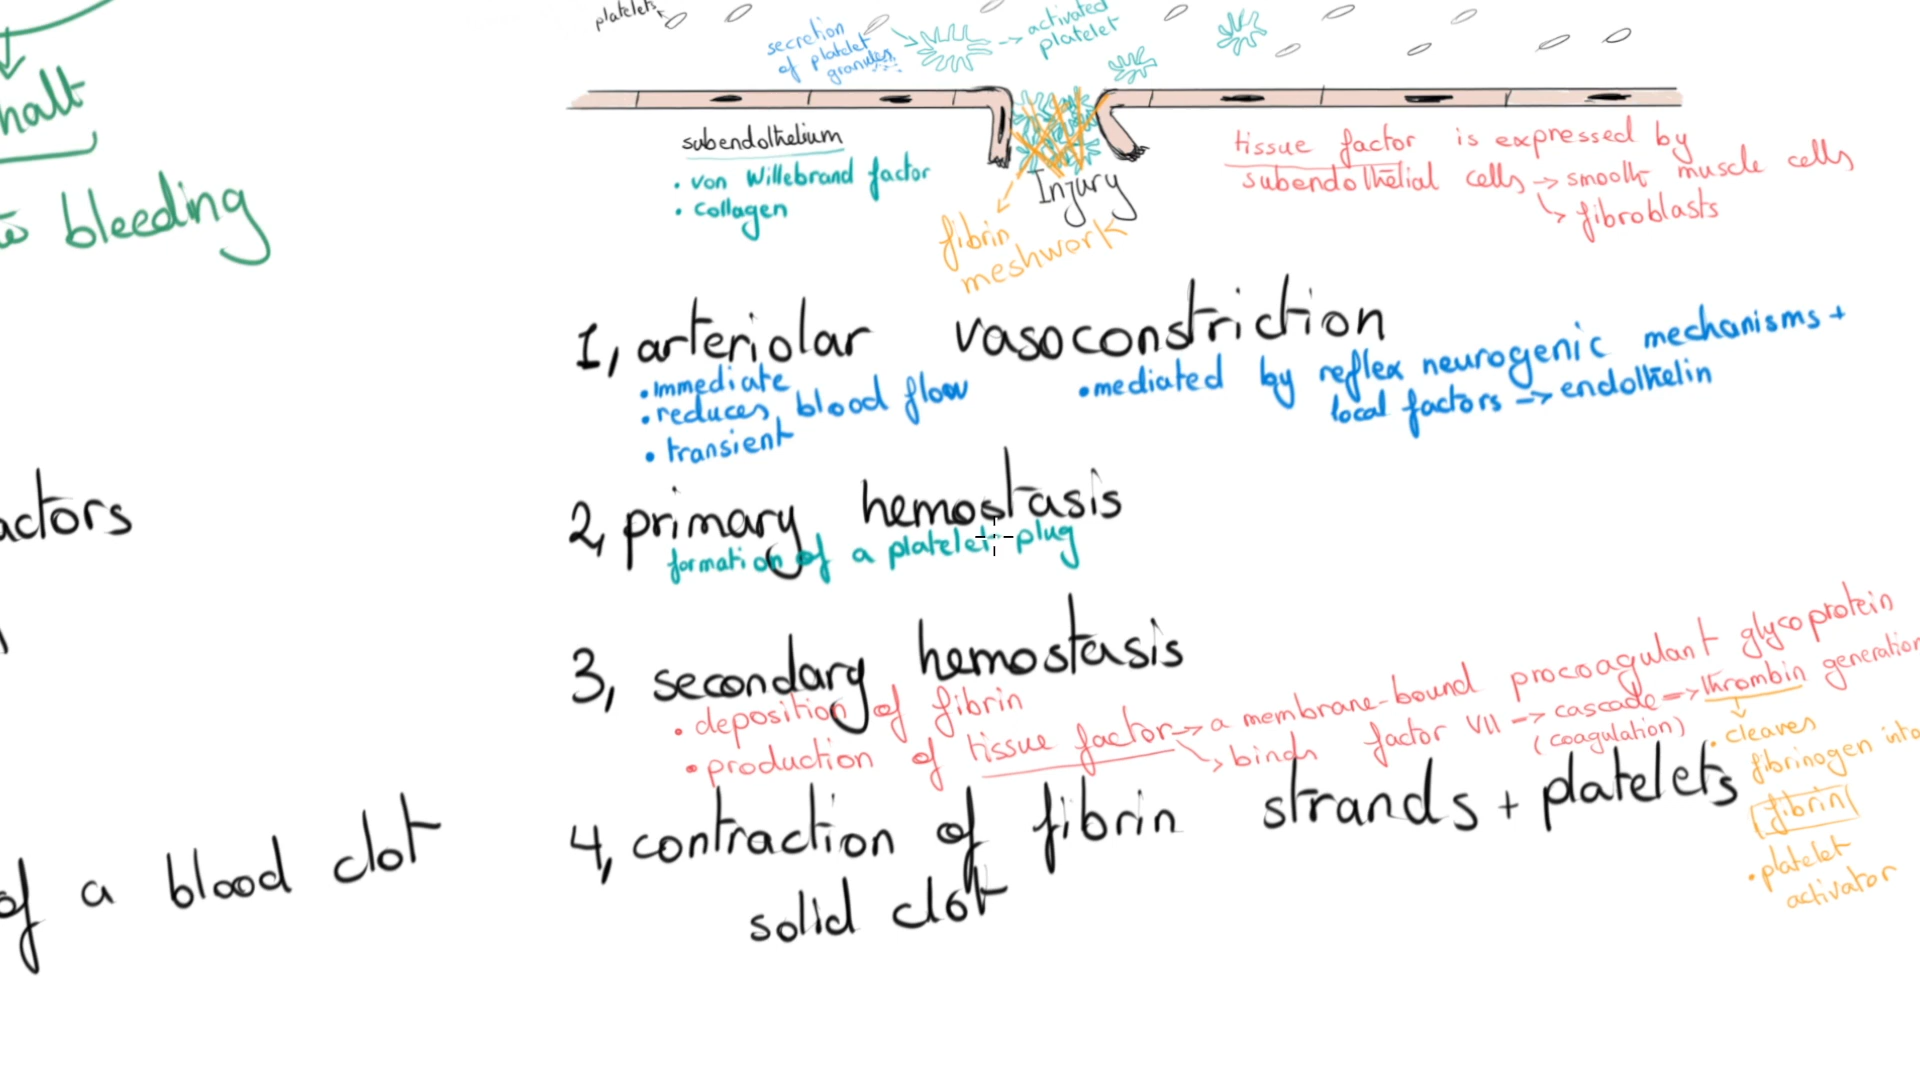 platelets
secretion
of platelet
granules
activated
platelet
halt
bleeding
subendothelium
• von Willebrand factor
• collagen
Injury
fibrin
meshwork
tissue factor is expressed by
subendothelial cells -> smooth muscle cells
-> fibroblasts
1, arteriolar vasoconstriction
• immediate
• reduces blood flow
• transient
• mediated by reflex neurogenic mechanisms +
local factors -> endothelin
2, primary hemostasis
formation of a platelet plug
3, secondary hemostasis
• deposition of fibrin
• production of tissue factor -> a membrane-bound procoagulant glycoprotein
-> binds factor VII -> cascade => thrombin generation
(coagulation)
• cleaves
fibrinogen into
fibrin
• platelet
activator
4, contraction of fibrin strands + platelets
solid clot
actors
of a blood clot